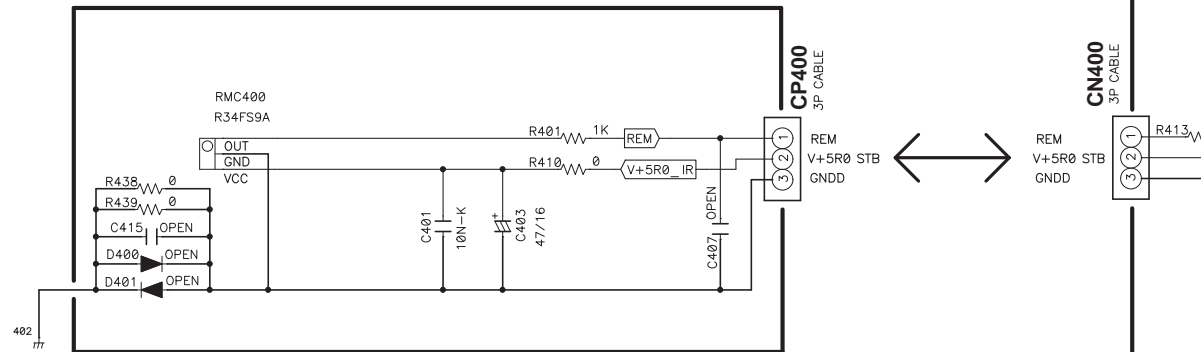 RMC400
R34FS9A
OUT
GND
VCC
R401 1K REM
R410 0 V+5R0_IR
R438 0
R439 0
C415 OPEN
D400 OPEN
D401 OPEN
402
C401
10N-K
+
C403
47/16
C407 OPEN
CP400
3P CABLE
1 REM
2 V+5R0 STB
3 GNDD
CN400
3P CABLE
REM 1
V+5R0 STB 2
GNDD 3
R413